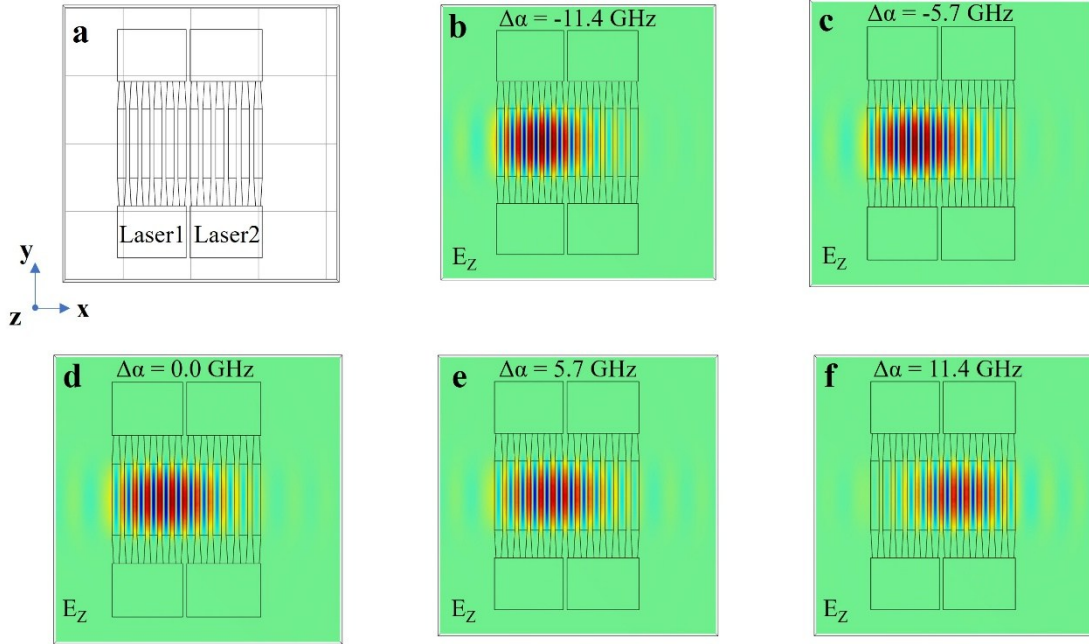 a
Laser1 Laser2
y
z x
b
Δα = -11.4 GHz
E_Z
c
Δα = -5.7 GHz
E_Z
d
Δα = 0.0 GHz
E_Z
e
Δα = 5.7 GHz
E_Z
f
Δα = 11.4 GHz
E_Z